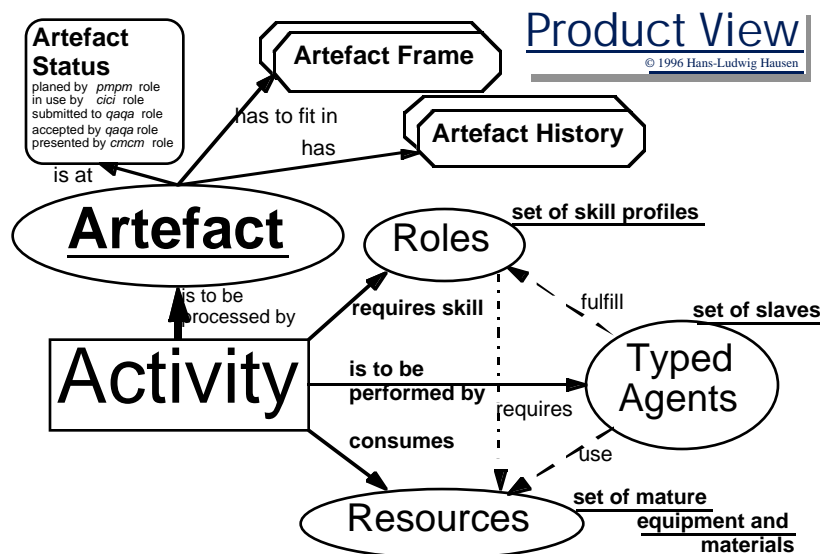 Product View
© 1996 Hans-Ludwig Hausen
Artefact
Status
planed by pmpm role
in use by cici role
submitted to qaqa role
accepted by qaqa role
presented by cmcm role
Artefact Frame
has to fit in
has
Artefact History
is at
Artefact
is to be
processed by
Activity
Roles
set of skill profiles
requires skill
fulfill
set of slaves
Typed
Agents
is to be
performed by
requires
consumes
use
Resources
set of mature
equipment and
materials